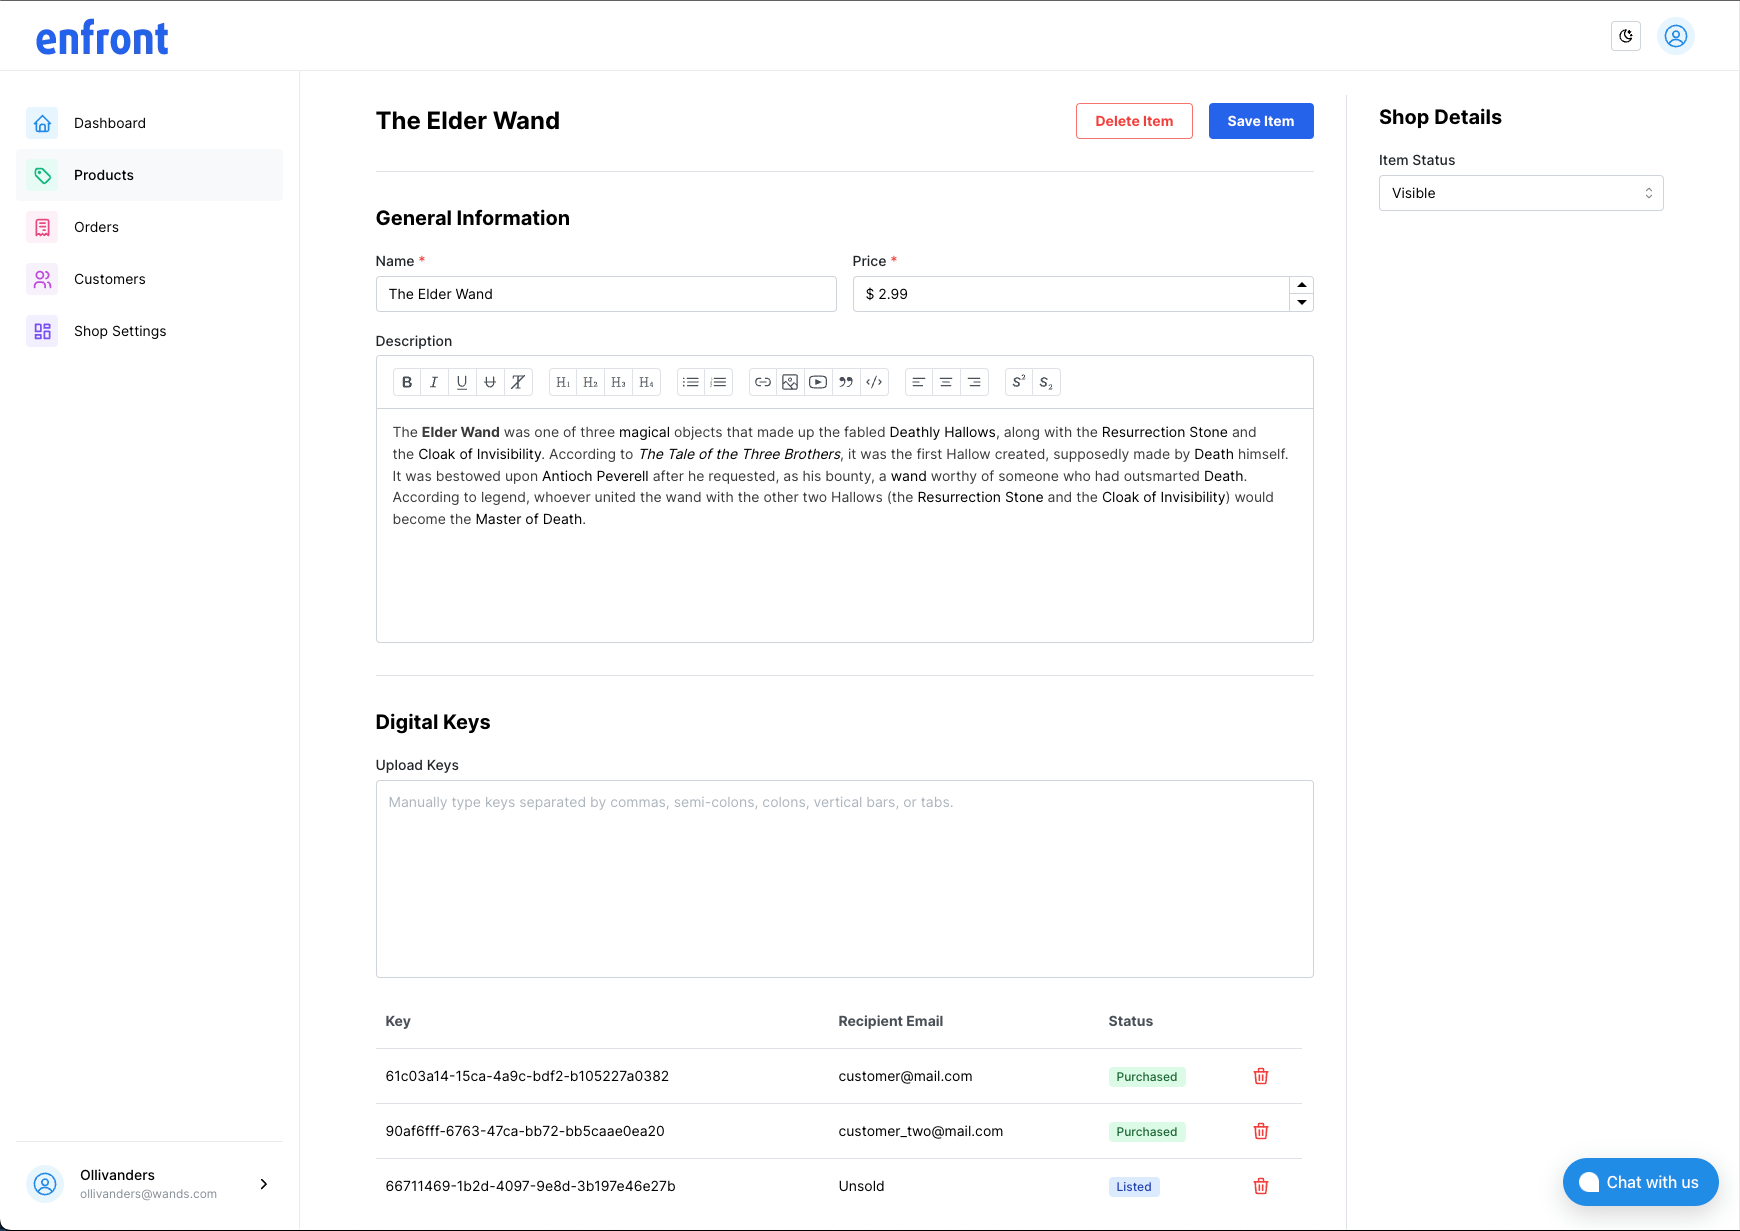 enfront
Dashboard
Products
Orders
Customers
Shop Settings
Ollivanders
ollivanders@wands.com
The Elder Wand
Delete Item
Save Item
General Information
Name *
Price *
The Elder Wand
$ 2.99
Description
B I U U T H1 H2 H3 H4 S² S₂
The Elder Wand was one of three magical objects that made up the fabled Deathly Hallows, along with the Resurrection Stone and
the Cloak of Invisibility. According to The Tale of the Three Brothers, it was the first Hallow created, supposedly made by Death himself.
It was bestowed upon Antioch Peverell after he requested, as his bounty, a wand worthy of someone who had outsmarted Death.
According to legend, whoever united the wand with the other two Hallows (the Resurrection Stone and the Cloak of Invisibility) would
become the Master of Death.
Digital Keys
Upload Keys
Manually type keys separated by commas, semi-colons, colons, vertical bars, or tabs.
Key Recipient Email Status
61c03a14-15ca-4a9c-bdf2-b105227a0382 customer@mail.com Purchased
90af6fff-6763-47ca-bb72-bb5caae0ea20 customer_two@mail.com Purchased
66711469-1b2d-4097-9e8d-3b197e46e27b Unsold Listed
Shop Details
Item Status
Visible
Chat with us